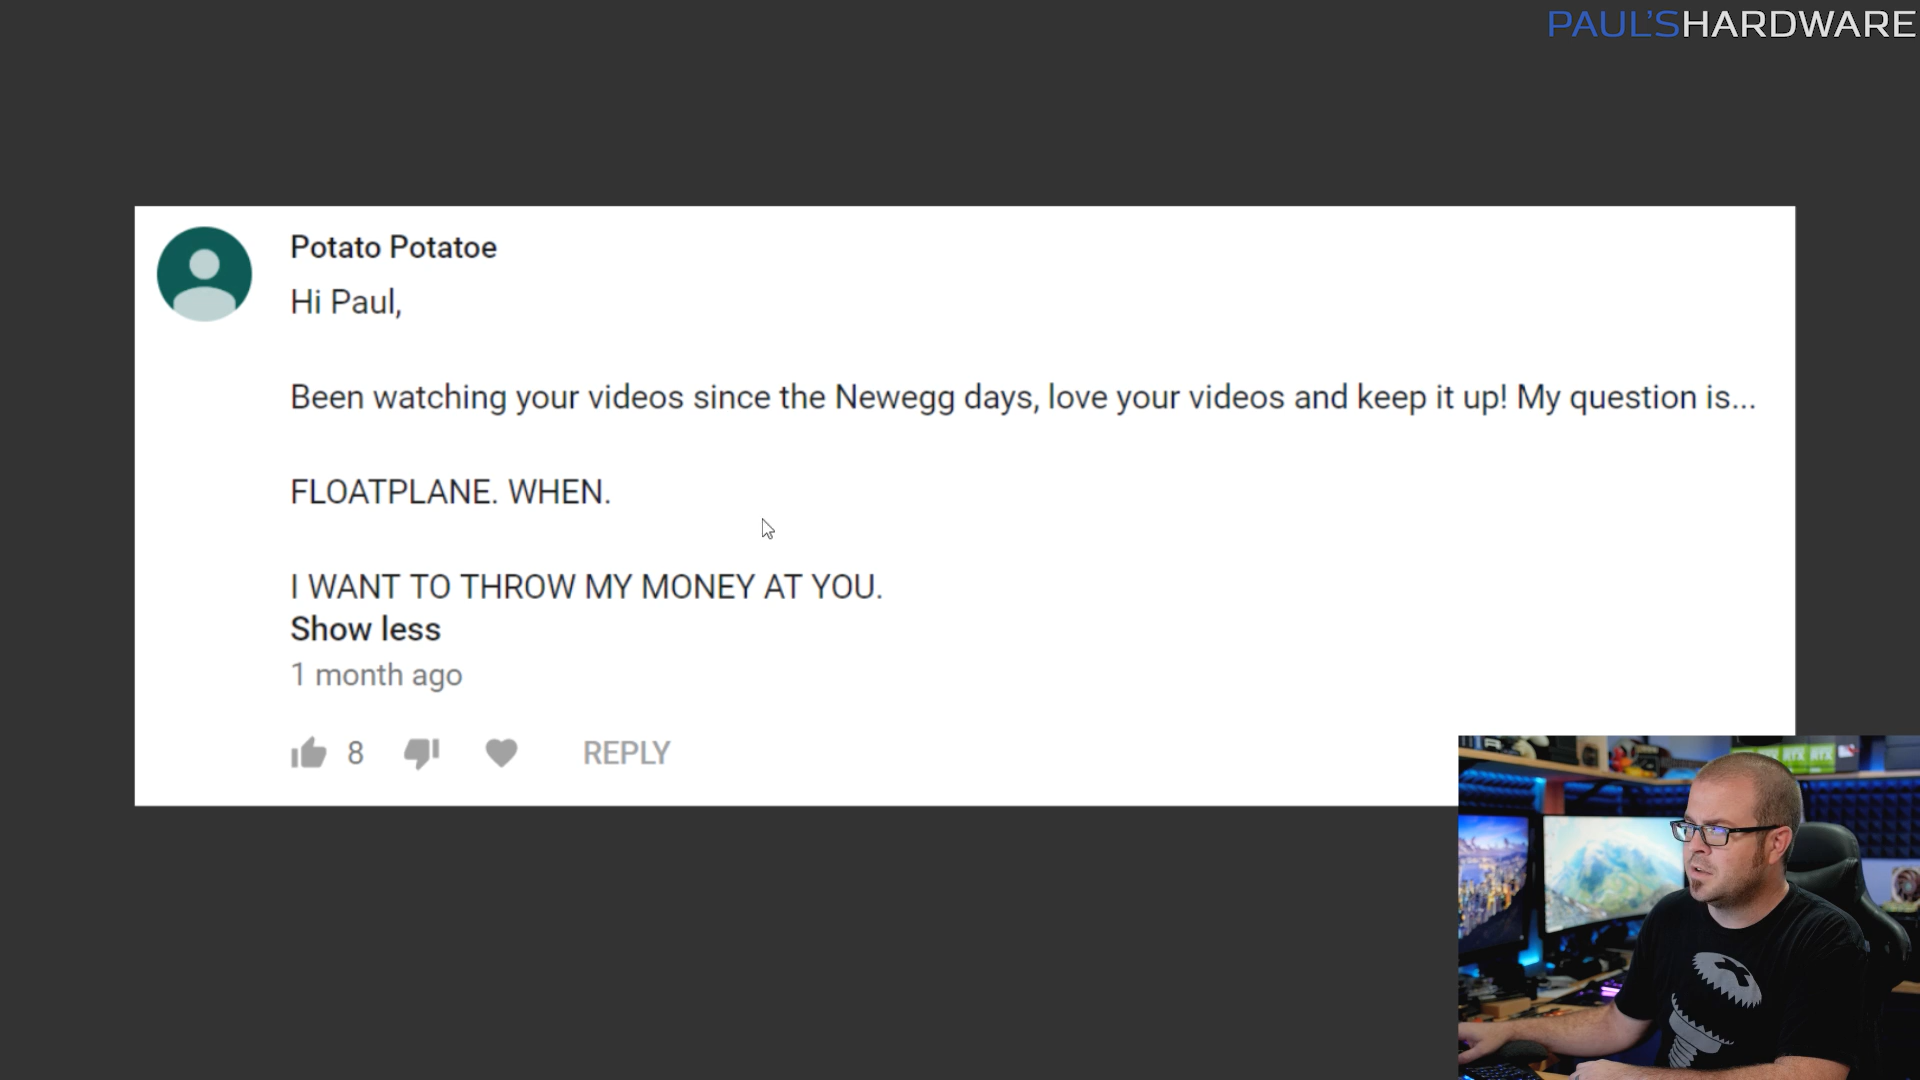 PAUL'SHARDWARE
Potato Potatoe
Hi Paul,
Been watching your videos since the Newegg days, love your videos and keep it up! My question is...
FLOATPLANE. WHEN.
I WANT TO THROW MY MONEY AT YOU.
Show less
1 month ago
8
REPLY
RTX RTX